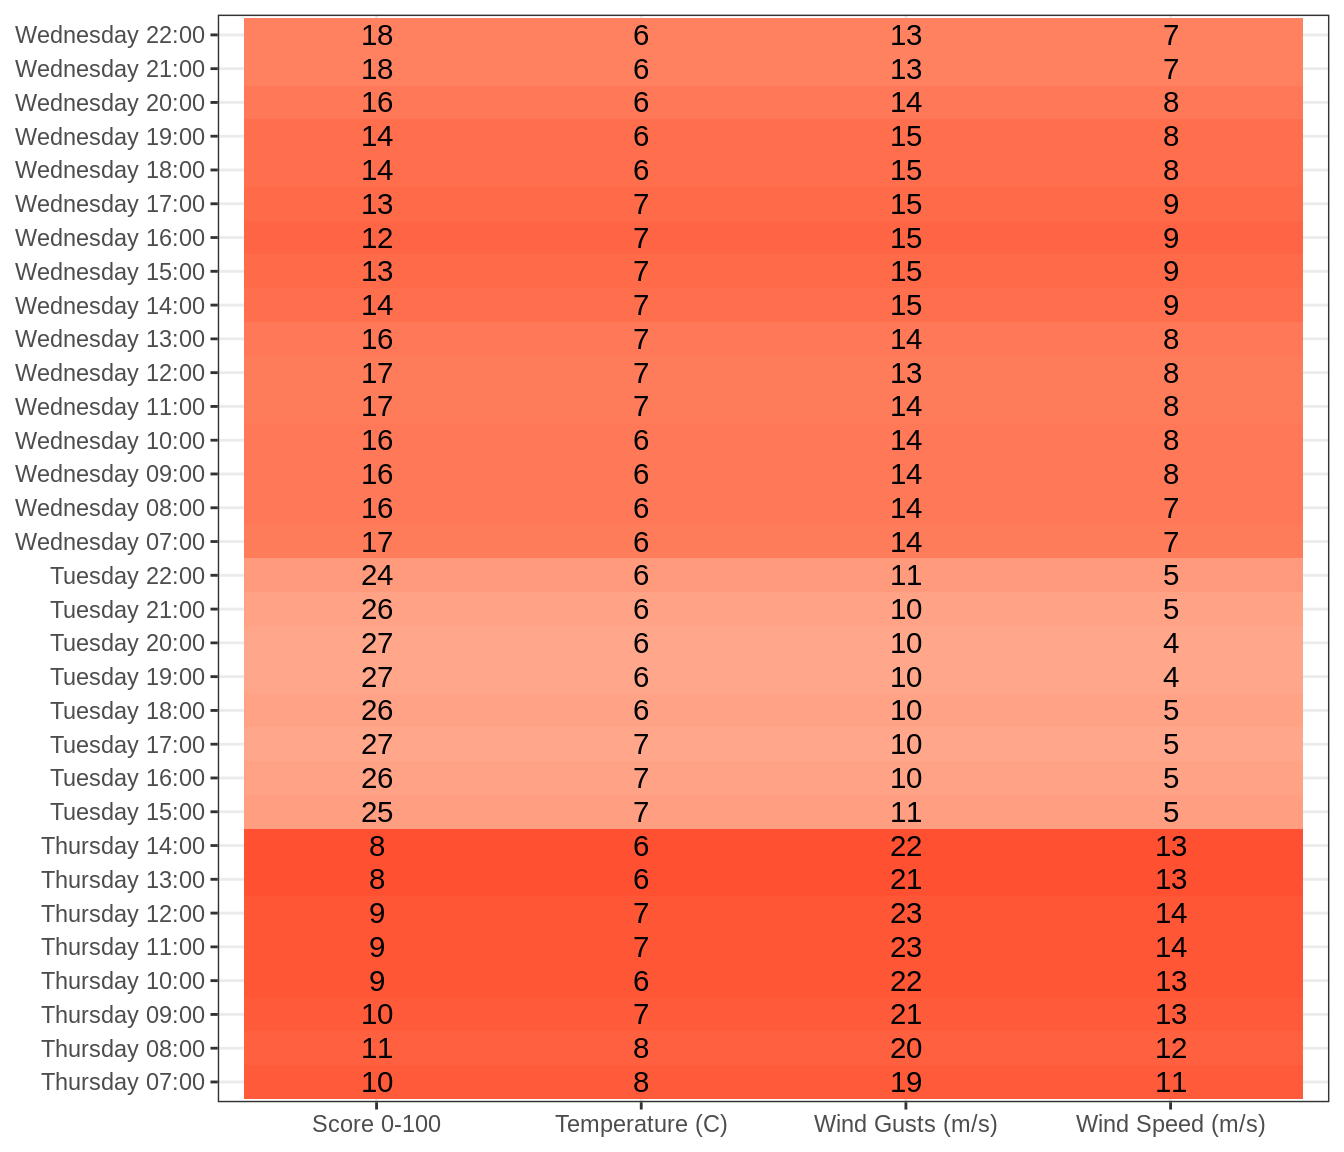 Wednesday 22:00 18 6 13 7
Wednesday 21:00 18 6 13 7
Wednesday 20:00 16 6 14 8
Wednesday 19:00 14 6 15 8
Wednesday 18:00 14 6 15 8
Wednesday 17:00 13 7 15 9
Wednesday 16:00 12 7 15 9
Wednesday 15:00 13 7 15 9
Wednesday 14:00 14 7 15 9
Wednesday 13:00 16 7 14 8
Wednesday 12:00 17 7 13 8
Wednesday 11:00 17 7 14 8
Wednesday 10:00 16 6 14 8
Wednesday 09:00 16 6 14 8
Wednesday 08:00 16 6 14 7
Wednesday 07:00 17 6 14 7
Tuesday 22:00 24 6 11 5
Tuesday 21:00 26 6 10 5
Tuesday 20:00 27 6 10 4
Tuesday 19:00 27 6 10 4
Tuesday 18:00 26 6 10 5
Tuesday 17:00 27 7 10 5
Tuesday 16:00 26 7 10 5
Tuesday 15:00 25 7 11 5
Thursday 14:00 8 6 22 13
Thursday 13:00 8 6 21 13
Thursday 12:00 9 7 23 14
Thursday 11:00 9 7 23 14
Thursday 10:00 9 6 22 13
Thursday 09:00 10 7 21 13
Thursday 08:00 11 8 20 12
Thursday 07:00 10 8 19 11
Score 0-100 Temperature (C) Wind Gusts (m/s) Wind Speed (m/s)